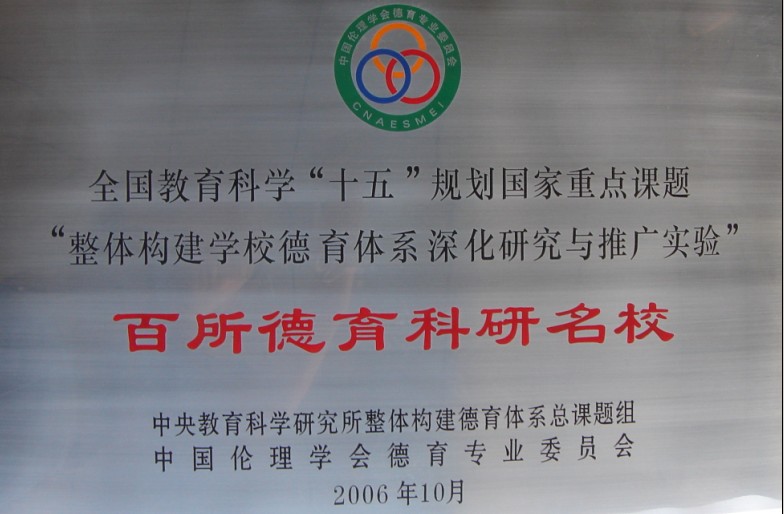 中国伦理学会德育专业委员会
CNAESMEI
全国教育科学“十五”规划国家重点课题
“整体构建学校德育体系深化研究与推广实验”
百所德育科研名校
中央教育科学研究所整体构建德育体系总课题组
中国伦理学会德育专业委员会
2006年10月